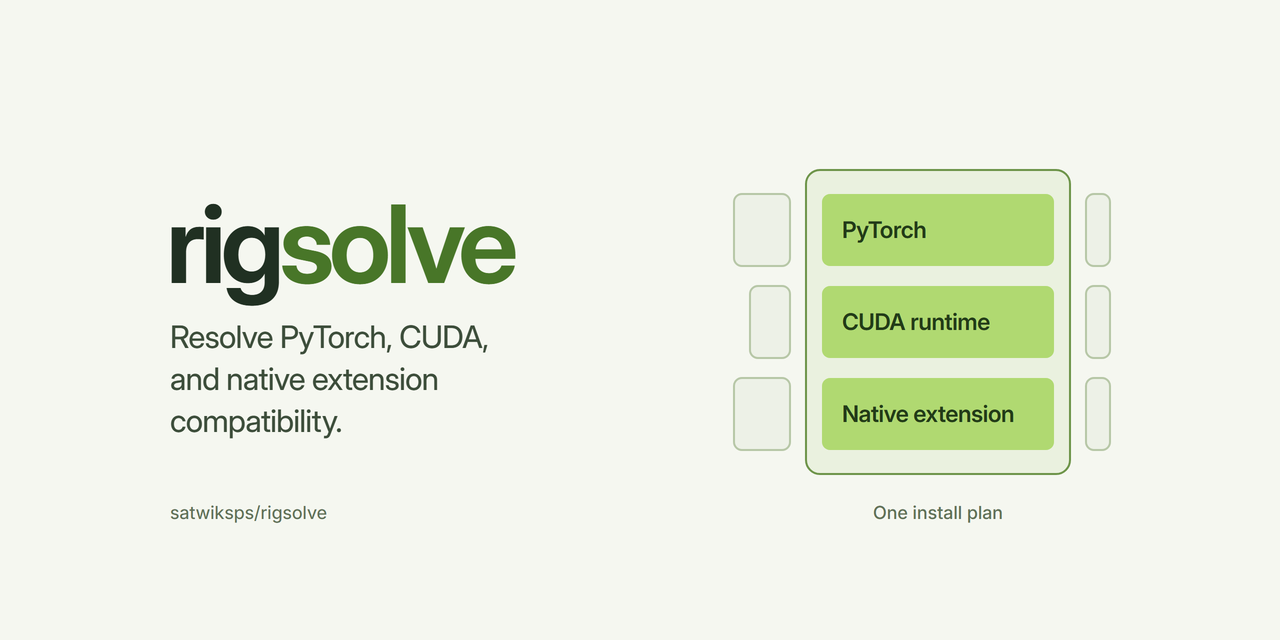 rigsolve
Resolve PyTorch, CUDA,
and native extension
compatibility.
satwiksps/rigsolve
PyTorch
CUDA runtime
Native extension
One install plan